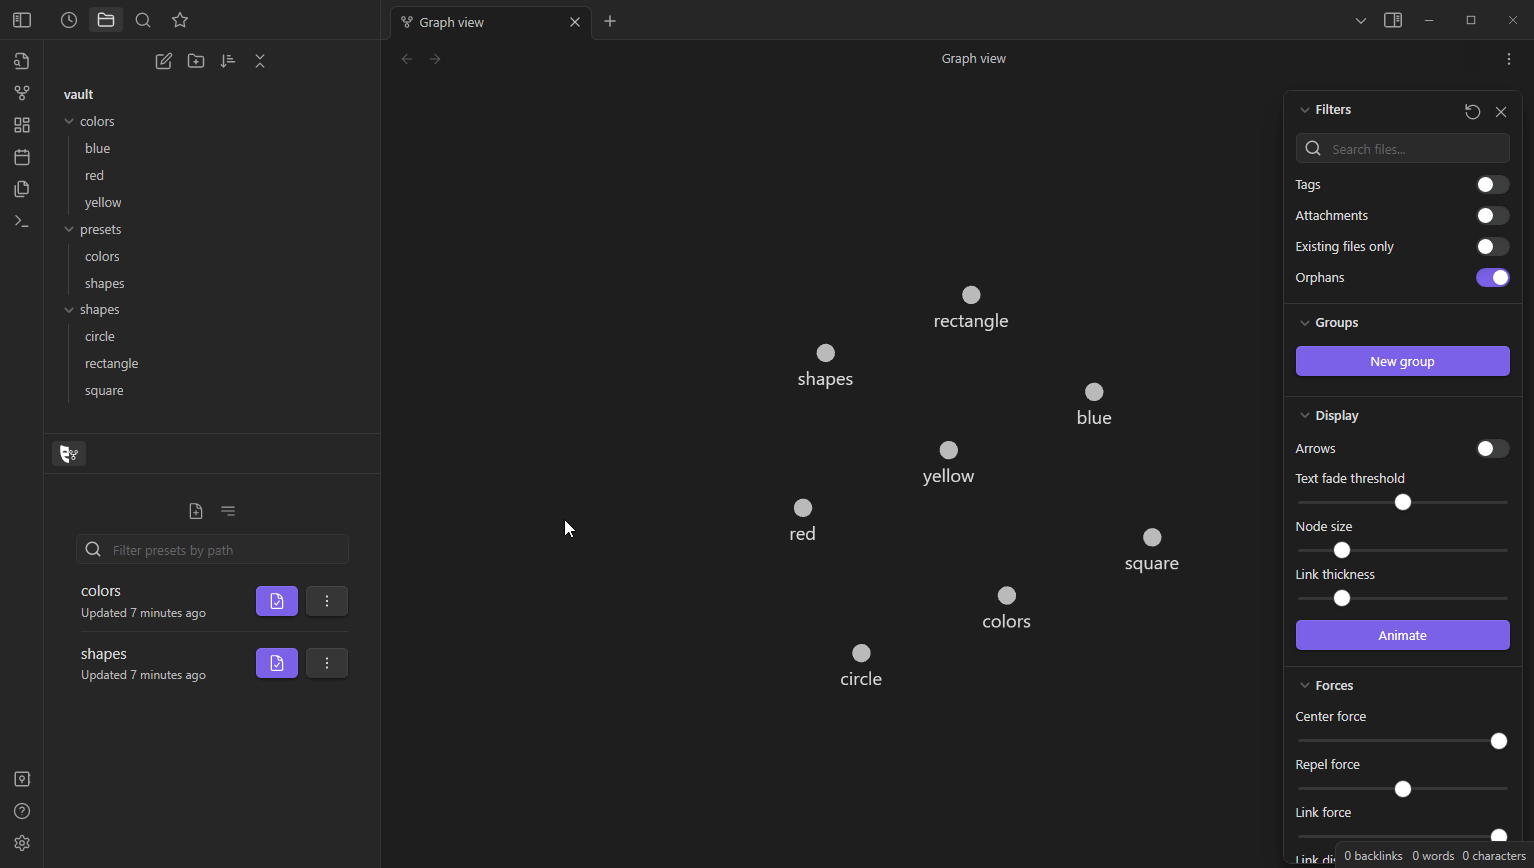 Graph view
Graph view
vault
colors
blue
red
yellow
presets
colors
shapes
shapes
circle
rectangle
square
Filter presets by path
colors
Updated 7 minutes ago
shapes
Updated 7 minutes ago
rectangle
shapes
blue
yellow
red
square
colors
circle
Filters
Search files...
Tags
Attachments
Existing files only
Orphans
Groups
New group
Display
Arrows
Text fade threshold
Node size
Link thickness
Animate
Forces
Center force
Repel force
Link force
Link
0 backlinks 0 words 0 characters